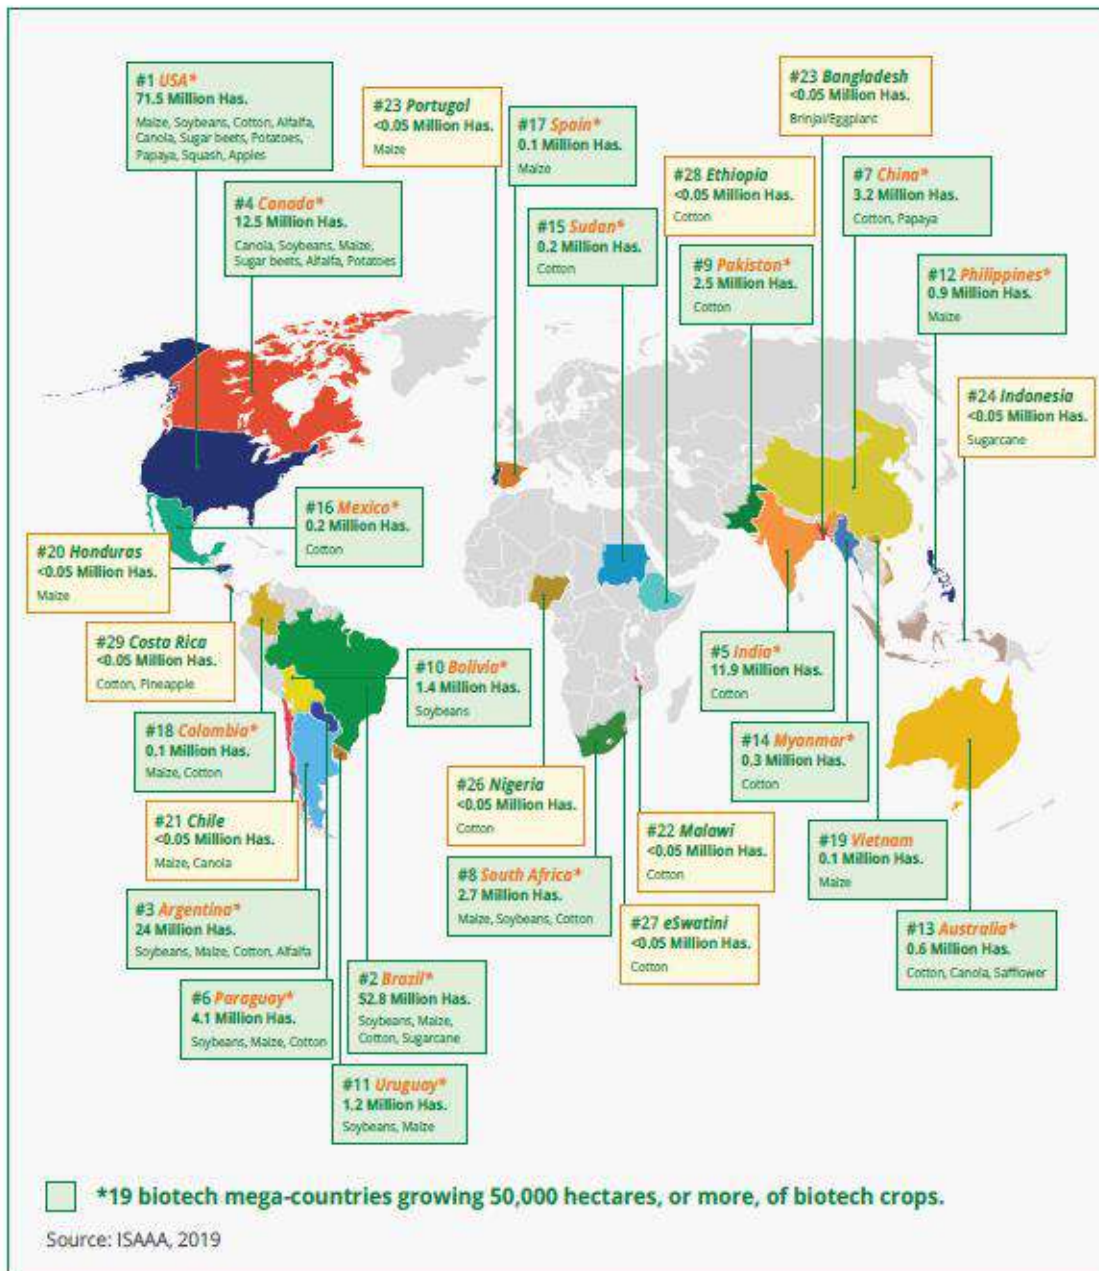 #1 USA*
71.5 Million Has.
Maize, Soybeans, Cotton, Alfalfa,
Canola, Sugar beets, Potatoes,
Papaya, Squash, Apples
#4 Canada*
12.5 Million Has.
Canola, Soybeans, Maize,
Sugar beets, Alfalfa, Potatoes
#23 Portugal
<0.05 Million Has.
Maize
#17 Spain*
0.1 Million Has.
Maize
#15 Sudan*
0.2 Million Has.
Cotton
#28 Ethiopia
<0.05 Million Has.
Cotton
#23 Bangladesh
<0.05 Million Has.
Brinjal/Eggplant
#7 China*
3.2 Million Has.
Cotton, Papaya
#9 Pakistan*
2.5 Million Has.
Cotton
#12 Philippines*
0.9 Million Has.
Maize
#24 Indonesia
<0.05 Million Has.
Sugarcane
#16 Mexico*
0.2 Million Has.
Cotton
#20 Honduras
<0.05 Million Has.
Maize
#29 Costa Rica
<0.05 Million Has.
Cotton, Pineapple
#10 Bolivia*
1.4 Million Has.
Soybeans
#18 Colombia*
0.1 Million Has.
Maize, Cotton
#21 Chile
<0.05 Million Has.
Maize, Canola
#3 Argentina*
24 Million Has.
Soybeans, Maize, Cotton, Alfalfa
#6 Paraguay*
4.1 Million Has.
Soybeans, Maize, Cotton
#2 Brazil*
52.8 Million Has.
Soybeans, Maize,
Cotton, Sugarcane
#11 Uruguay*
1.2 Million Has.
Soybeans, Maize
#26 Nigeria
<0.05 Million Has.
Cotton
#8 South Africa*
2.7 Million Has.
Maize, Soybeans, Cotton
#22 Malawi
<0.05 Million Has.
Cotton
#27 eSwatini
<0.05 Million Has.
Cotton
#5 India*
11.9 Million Has.
Cotton
#14 Myanmar*
0.3 Million Has.
Cotton
#19 Vietnam
0.1 Million Has.
Maize
#13 Australia*
0.6 Million Has.
Cotton, Canola, Safflower
*19 biotech mega-countries growing 50,000 hectares, or more, of biotech crops.
Source: ISAAA, 2019